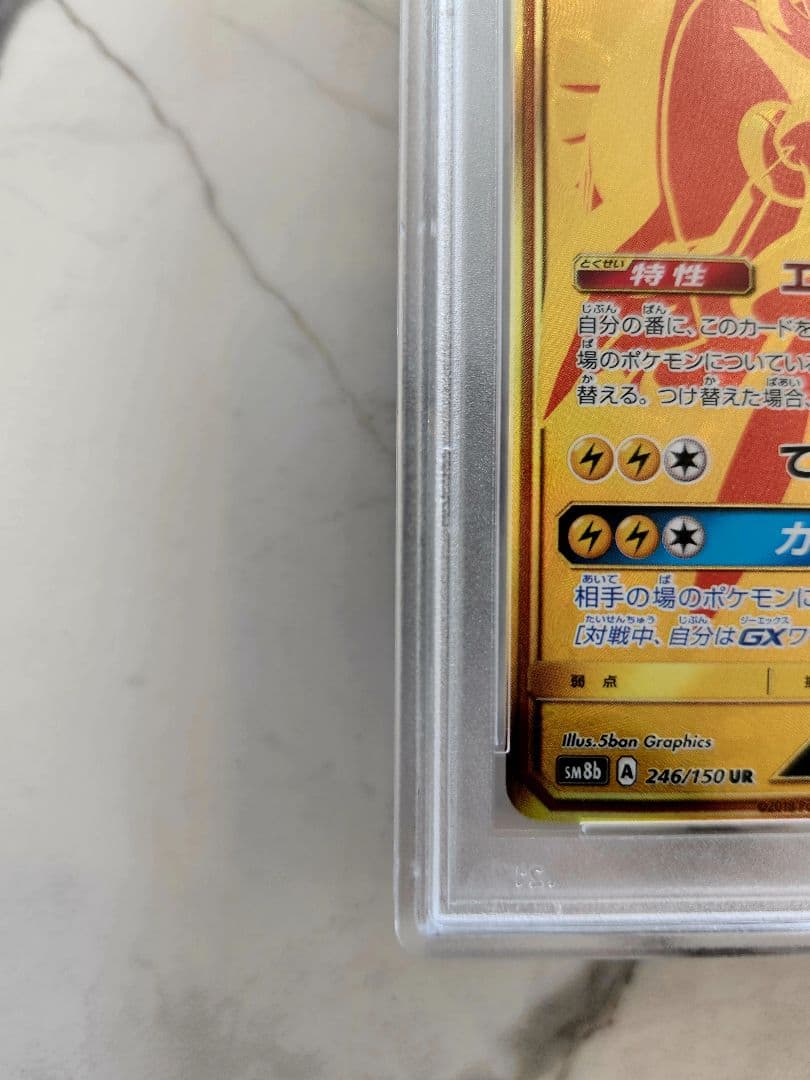 とくせい
特性 エ
じぶん ばん
自分の番に、このカードを
ば
場のポケモンについてい
か か ばあい
替える。つけ替えた場合、
て
カ
あいて ば
相手の場のポケモンに
たいせんちゅう じぶん ジーエックス
[対戦中、自分はGXワ
弱点
Illus.5ban Graphics
SM8b A 246/150 UR